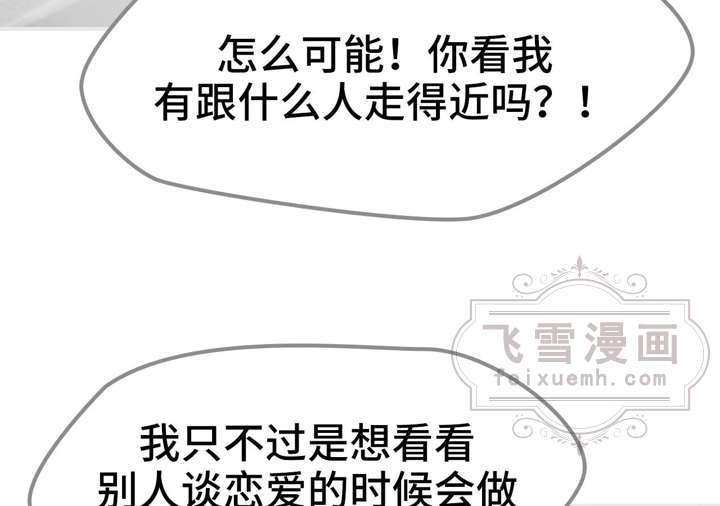 怎么可能！你看我
有跟什么人走得近吗？！
飞雪漫画
feixuemh.com
我只不过是想看看
别人谈恋爱的时候会做